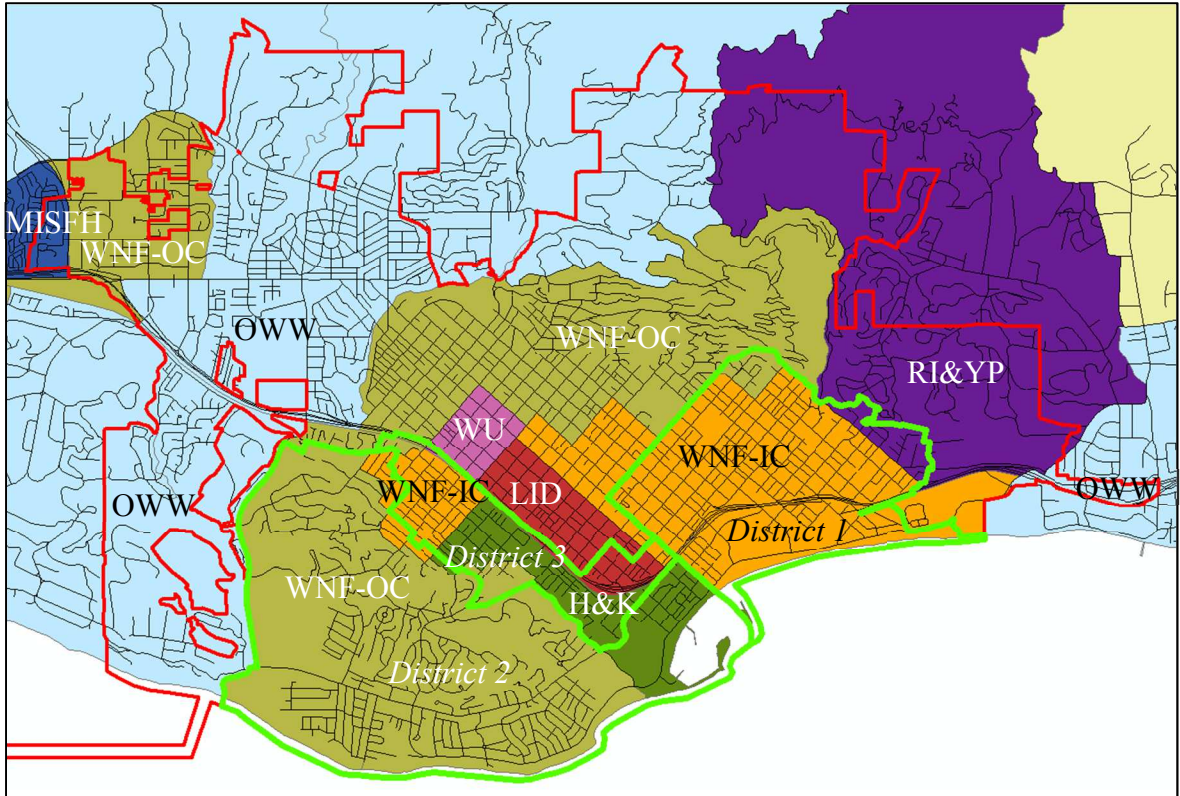 MISFH
WNF-OC
OWW
WNF-OC
RI&YP
WU
WNF-IC
WNF-IC
LID
OWW
OWW
District 1
District 3
WNF-OC
H&K
District 2